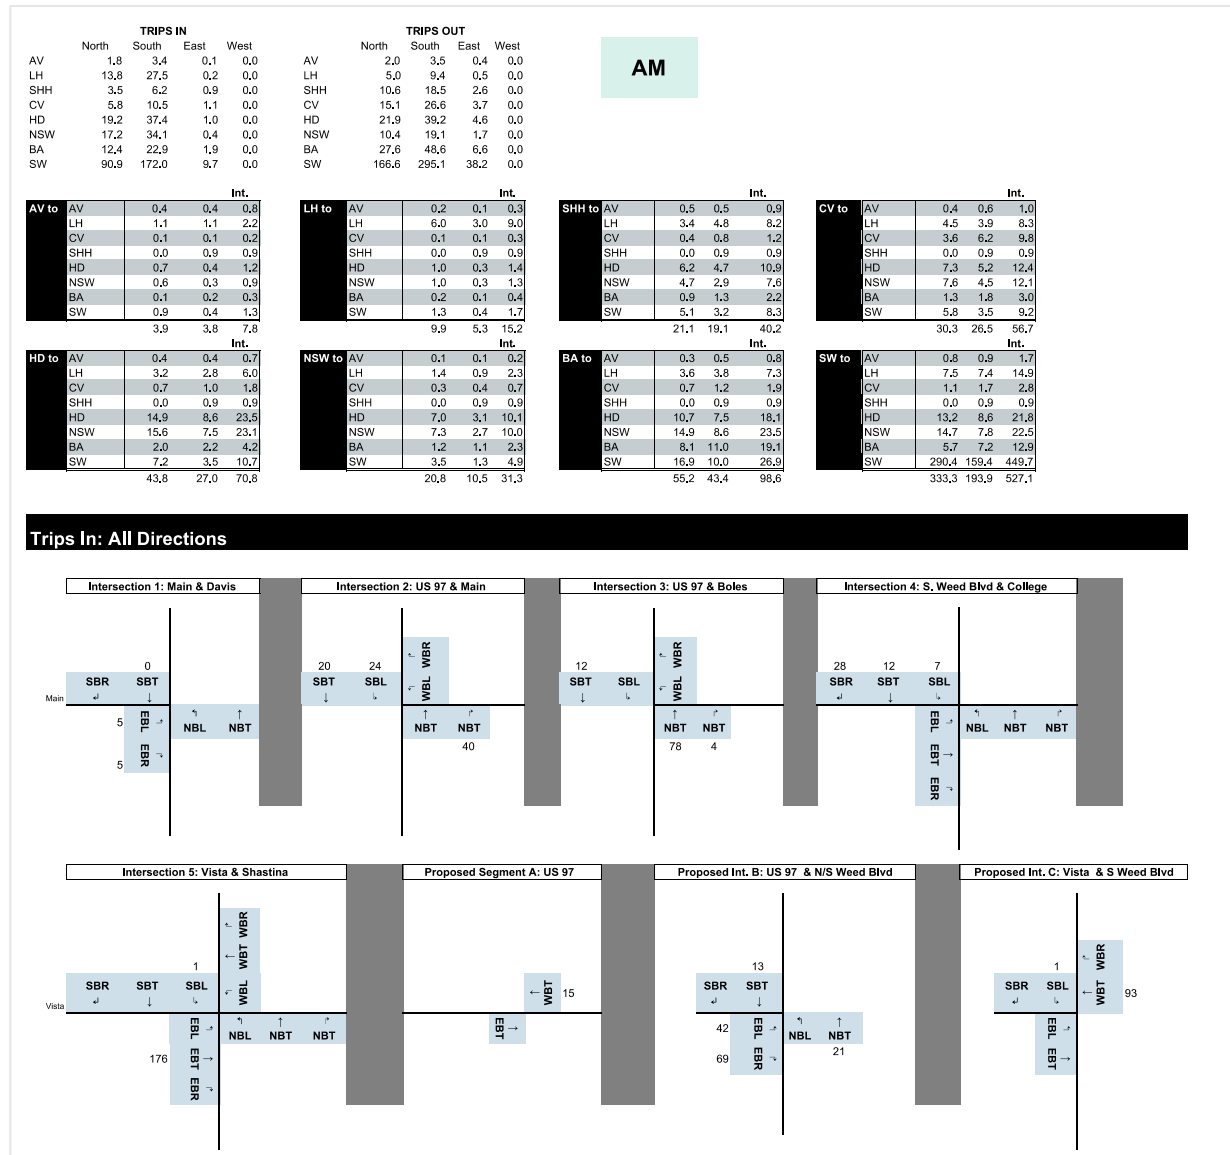 TRIPS IN TRIPS OUT
North South East West North South East West
AM
AV 1.8 3.4 0.1 0.0 AV 2.0 3.5 0.4 0.0
LH 13.8 27.5 0.2 0.0 LH 5.0 9.4 0.5 0.0
SHH 3.5 6.2 0.9 0.0 SHH 10.6 18.5 2.6 0.0
CV 5.8 10.5 1.1 0.0 CV 15.1 26.6 3.7 0.0
HD 19.2 37.4 1.0 0.0 HD 21.9 39.2 4.6 0.0
NSW 17.2 34.1 0.4 0.0 NSW 10.4 19.1 1.7 0.0
BA 12.4 22.9 1.9 0.0 BA 27.6 48.6 6.6 0.0
SW 90.9 172.0 9.7 0.0 SW 166.6 295.1 38.2 0.0
Int. Int. Int. Int.
AV to AV 0.4 0.4 0.8 LH to AV 0.2 0.1 0.3 SHH to AV 0.5 0.5 0.9 CV to AV 0.4 0.6 1.0
LH 1.1 1.1 2.2 LH 6.0 3.0 9.0 LH 3.4 4.8 8.2 LH 4.5 3.9 8.3
CV 0.1 0.1 0.2 CV 0.1 0.1 0.3 CV 0.4 0.8 1.2 CV 3.6 6.2 9.8
SHH 0.0 0.9 0.9 SHH 0.0 0.9 0.9 SHH 0.0 0.9 0.9 SHH 0.0 0.9 0.9
HD 0.7 0.4 1.2 HD 1.0 0.3 1.4 HD 6.2 4.7 10.9 HD 7.3 5.2 12.4
NSW 0.6 0.3 0.9 NSW 1.0 0.3 1.3 NSW 4.7 2.9 7.6 NSW 7.6 4.5 12.1
BA 0.1 0.2 0.3 BA 0.2 0.1 0.4 BA 0.9 1.3 2.2 BA 1.3 1.8 3.0
SW 0.9 0.4 1.3 SW 1.3 0.4 1.7 SW 5.1 3.2 8.3 SW 5.8 3.5 9.2
3.9 3.8 7.8 9.9 5.3 15.2 21.1 19.1 40.2 30.3 26.5 56.7
Int. Int. Int. Int.
HD to AV 0.4 0.4 0.7 NSW to AV 0.1 0.1 0.2 BA to AV 0.3 0.5 0.8 SW to AV 0.8 0.9 1.7
LH 3.2 2.8 6.0 LH 1.4 0.9 2.3 LH 3.6 3.8 7.3 LH 7.5 7.4 14.9
CV 0.7 1.0 1.8 CV 0.3 0.4 0.7 CV 0.7 1.2 1.9 CV 1.1 1.7 2.8
SHH 0.0 0.9 0.9 SHH 0.0 0.9 0.9 SHH 0.0 0.9 0.9 SHH 0.0 0.9 0.9
HD 14.9 8.6 23.5 HD 7.0 3.1 10.1 HD 10.7 7.5 18.1 HD 13.2 8.6 21.8
NSW 15.6 7.5 23.1 NSW 7.3 2.7 10.0 NSW 14.9 8.6 23.5 NSW 14.7 7.8 22.5
BA 2.0 2.2 4.2 BA 1.2 1.1 2.3 BA 8.1 11.0 19.1 BA 5.7 7.2 12.9
SW 7.2 3.5 10.7 SW 3.5 1.3 4.9 SW 16.9 10.0 26.9 SW 290.4 159.4 449.7
43.8 27.0 70.8 20.8 10.5 31.3 55.2 43.4 98.6 333.3 193.9 527.1
Trips In: All Directions
Intersection 1: Main & Davis Intersection 2: US 97 & Main Intersection 3: US 97 & Boles Intersection 4: S. Weed Blvd & College
WBR WBR
0 20 24 12 28 12 7
SBR SBT SBT SBL WBL SBT SBL WBL SBR SBT SBL
↲ ↓ ↓ ↳ ↓ ↳ ↲ ↓ ↳
Main
5 EBL ↰ ↑ ↑ ↱ ↑ ↱ EBL ↰ ↑ ↱
NBL NBT NBT NBT NBT NBT NBL NBT NBT
40 78 4
5 EBR EBT →
EBR
Intersection 5: Vista & Shastina Proposed Segment A: US 97 Proposed Int. B: US 97 & N/S Weed Blvd Proposed Int. C: Vista & S Weed Blvd
WBR
← WBT WBR
1 13 1
SBR SBT SBL WBL ← WBT 15 SBR SBT SBR SBL ← WBT 93
↲ ↓ ↳ ↲ ↓ ↲ ↳
Vista
EBL ↰ ↑ ↱ EBT → 42 EBL ↰ ↑ EBL
NBL NBT NBT NBL NBT
176 EBT → 69 EBR 21 EBT →
EBR